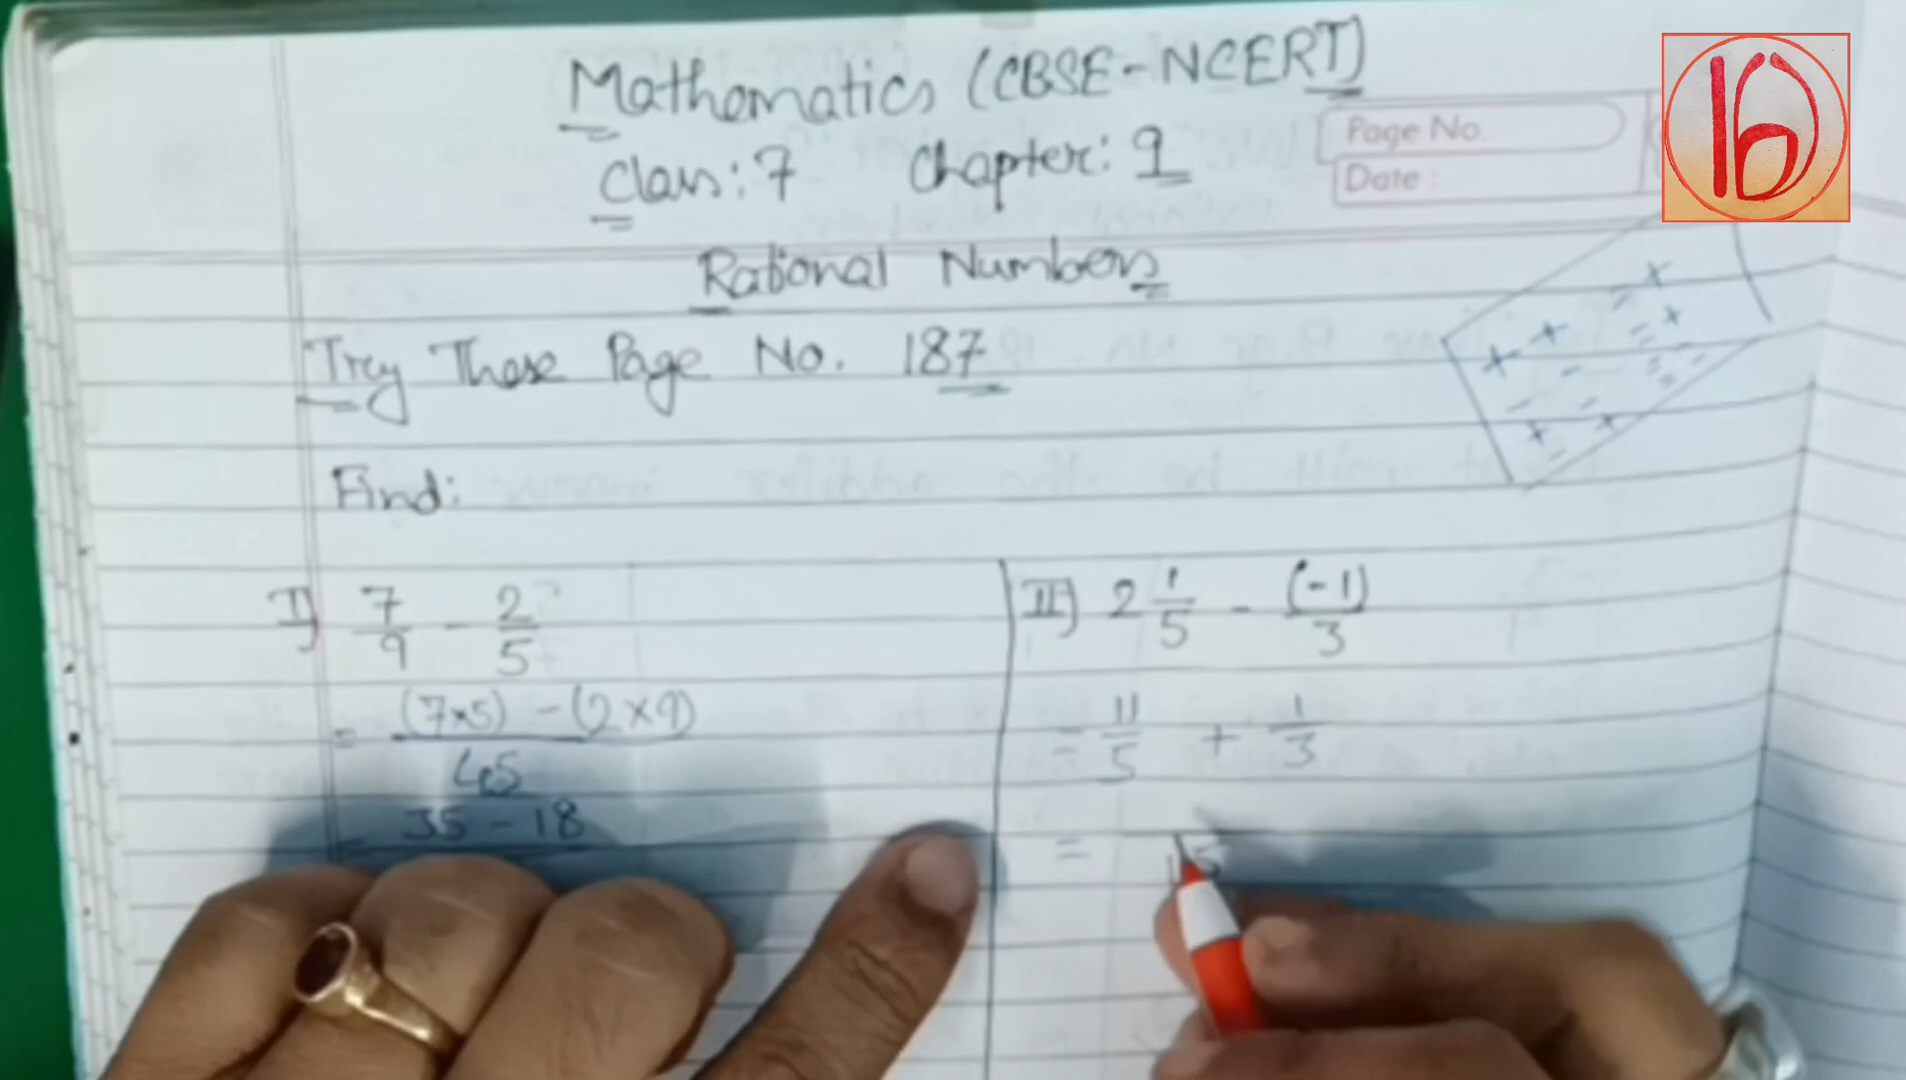 Mathematics (CBSE-NCERT)
Class: 7 Chapter: 9
Page No.
Date:
Rational Numbers
Try These Page No. 187
Find:
I) 7/9 - 2/5
= (7×5) - (2×9)/45
= 35 - 18
II) 2 1/5 - (-1)/3
= 11/5 + 1/3
= /15